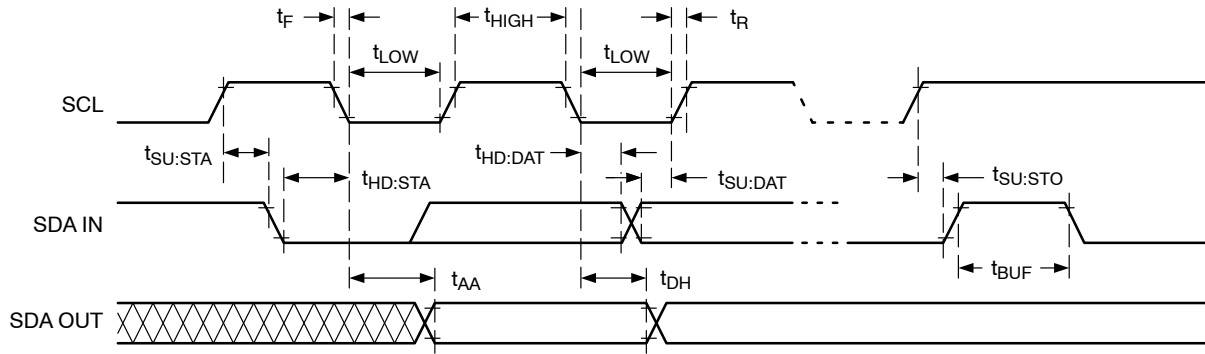 tF
tHIGH
tR
tLOW
tLOW
SCL
tSU:STA
tHD:STA
tHD:DAT
tSU:DAT
tSU:STO
SDA IN
tAA
tDH
tBUF
SDA OUT